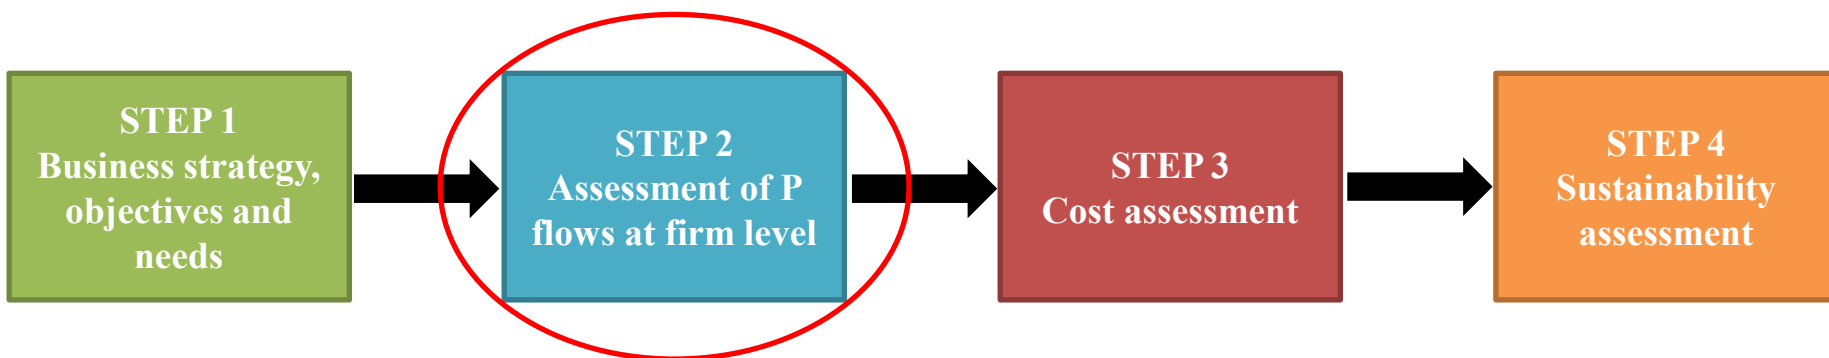 STEP 1
Business strategy,
objectives and
needs
STEP 2
Assessment of P
flows at firm level
STEP 3
Cost assessment
STEP 4
Sustainability
assessment